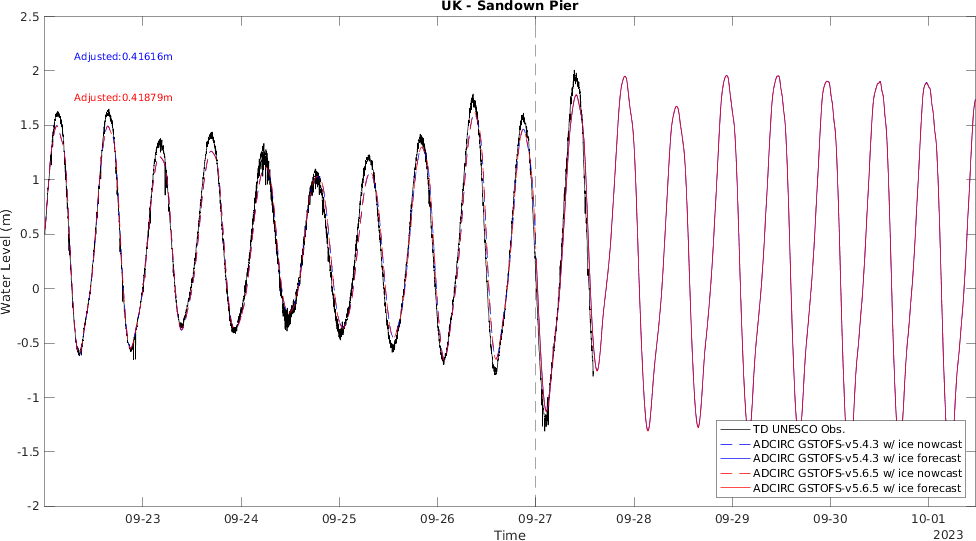 UK - Sandown Pier
2.5
2
1.5
1
0.5
0
-0.5
-1
-1.5
-2
Water Level (m)
Adjusted:0.41616m
Adjusted:0.41879m
TD UNESCO Obs.
ADCIRC GSTOFS-v5.4.3 w/ ice nowcast
ADCIRC GSTOFS-v5.4.3 w/ ice forecast
ADCIRC GSTOFS-v5.6.5 w/ ice nowcast
ADCIRC GSTOFS-v5.6.5 w/ ice forecast
09-23 09-24 09-25 09-26 09-27 09-28 09-29 09-30 10-01
2023
Time